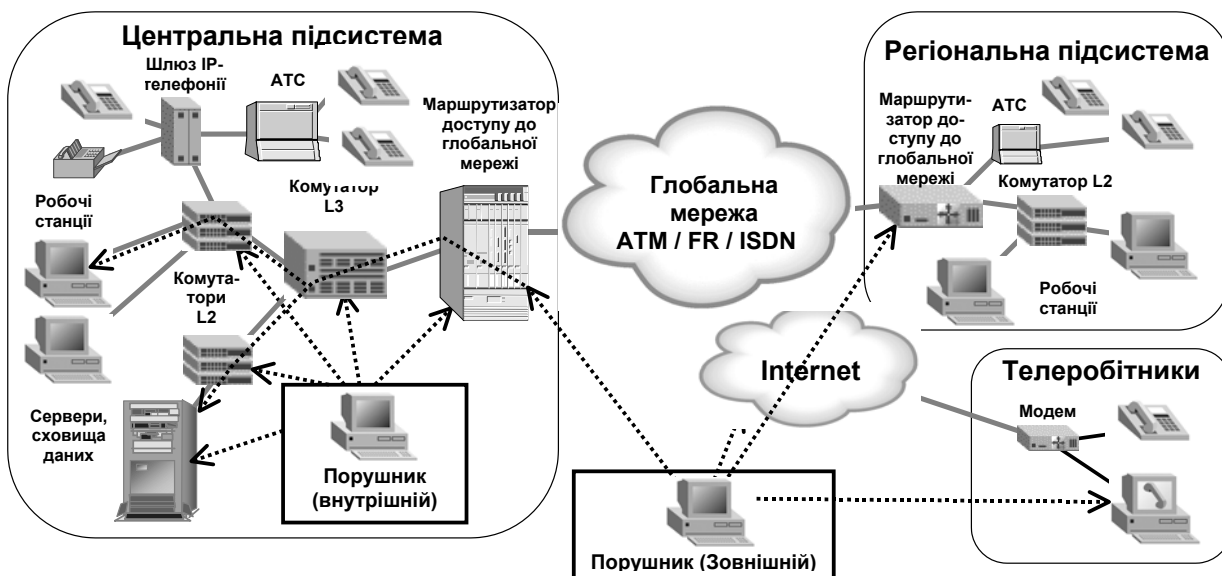 Центральна підсистема
Шлюз IP-
телефонії
АТС
Маршрутизатор
доступу до
глобальної
мережі
Робочі
станції
Комутатор
L3
Комута-
тори
L2
Сервери,
сховища
даних
Порушник
(внутрішній)
Глобальна
мережа
ATM / FR / ISDN
Internet
Порушник (Зовнішній)
Регіональна підсистема
Маршрути-
затор до-
ступу до
глобальної
мережі
АТС
Комутатор L2
Робочі
станції
Телеробітники
Модем